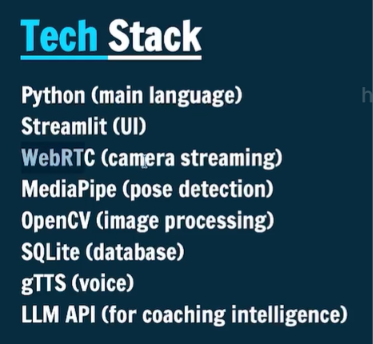 Tech Stack
Python (main language)
Streamlit (UI)
WebRTC (camera streaming)
MediaPipe (pose detection)
OpenCV (image processing)
SQLite (database)
gTTS (voice)
LLM API (for coaching intelligence)